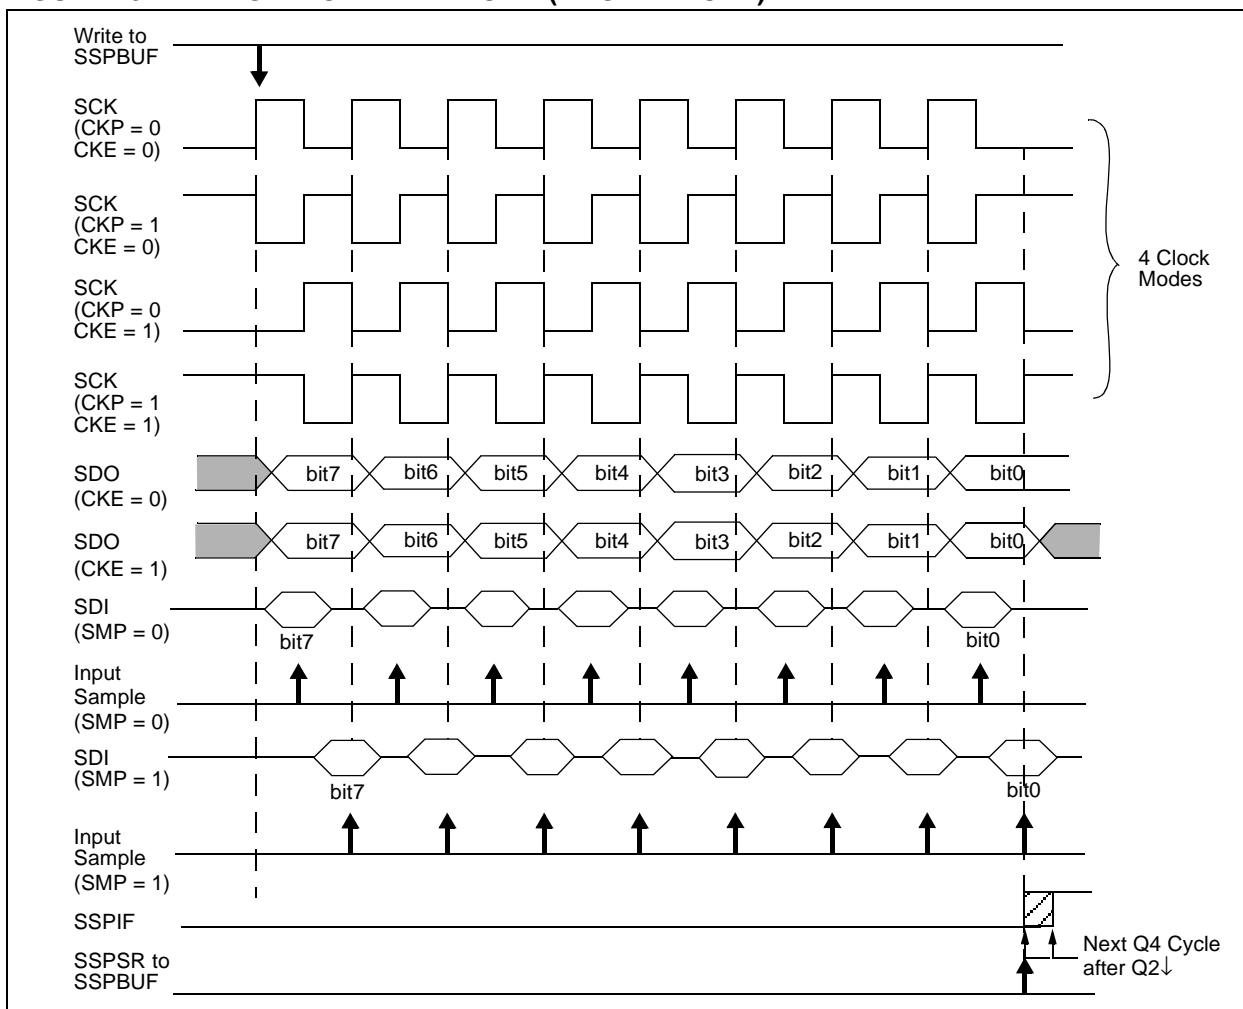 Write to
SSPBUF
SCK
(CKP = 0
CKE = 0)
SCK
(CKP = 1
CKE = 0)
SCK
(CKP = 0
CKE = 1)
SCK
(CKP = 1
CKE = 1)
4 Clock
Modes
SDO
(CKE = 0)
bit7 bit6 bit5 bit4 bit3 bit2 bit1 bit0
SDO
(CKE = 1)
bit7 bit6 bit5 bit4 bit3 bit2 bit1 bit0
SDI
(SMP = 0)
bit7 bit0
Input
Sample
(SMP = 0)
SDI
(SMP = 1)
bit7 bit0
Input
Sample
(SMP = 1)
SSPIF
Next Q4 Cycle
after Q2↓
SSPSR to
SSPBUF